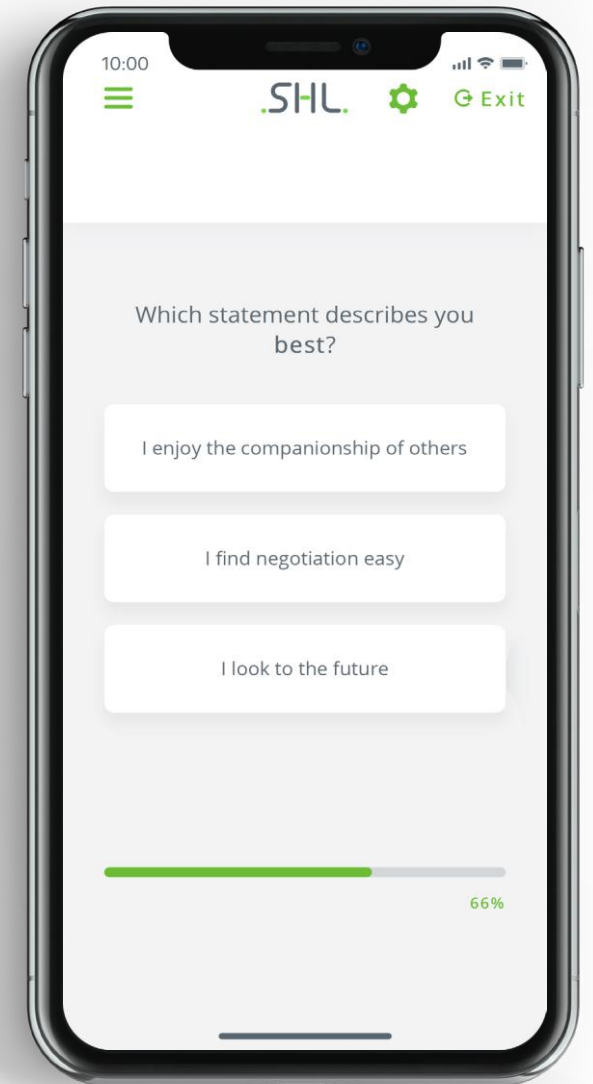 10:00
.SHL.
Exit
Which statement describes you
best?
I enjoy the companionship of others
I find negotiation easy
I look to the future
66%